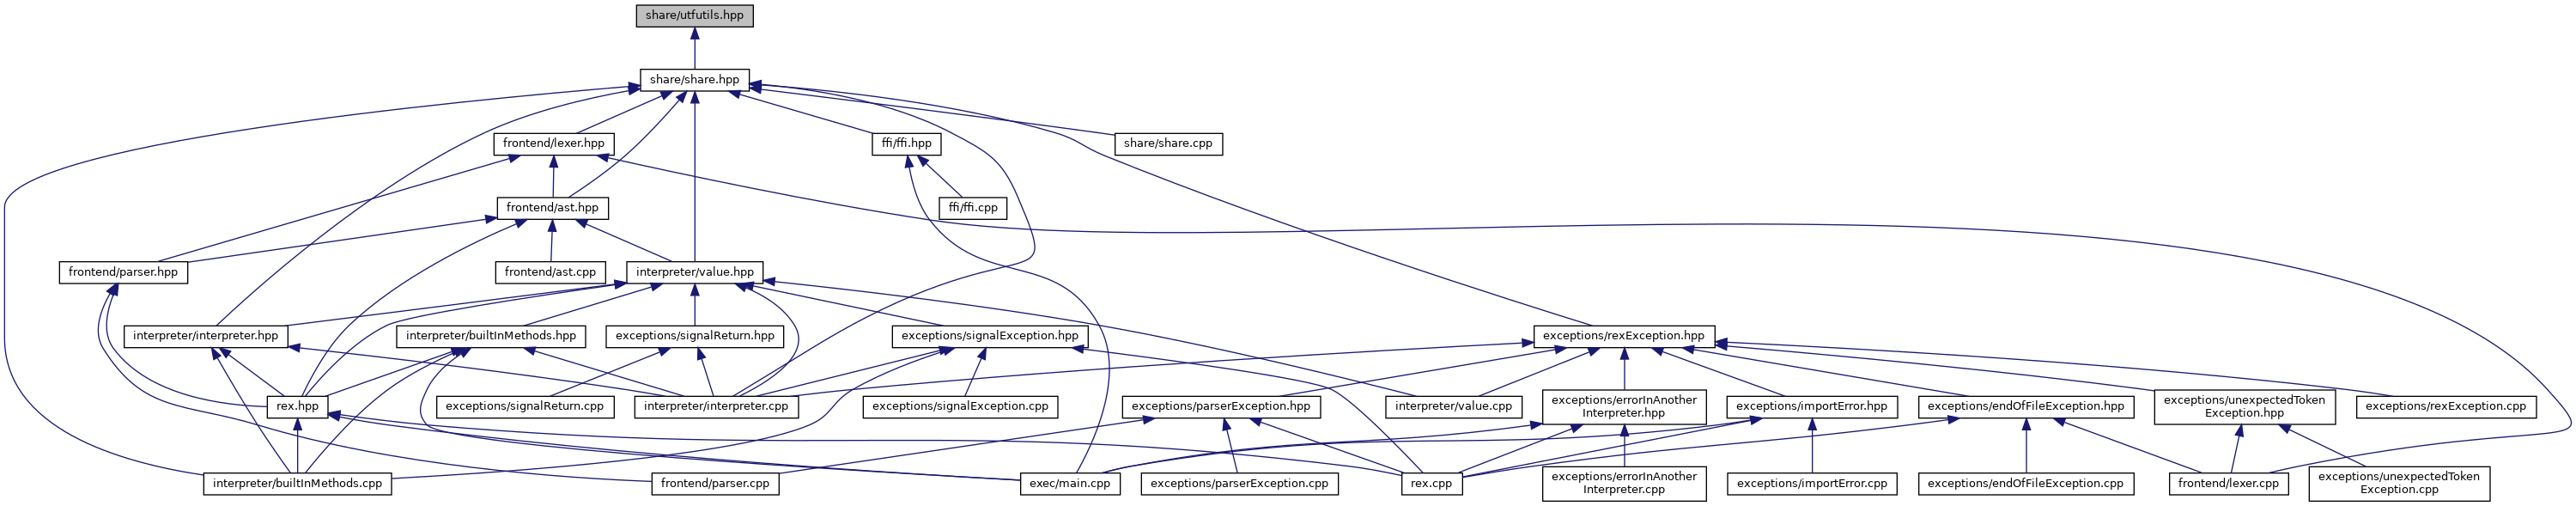 share/utfutils.hpp
share/share.hpp
frontend/lexer.hpp
ffi/ffi.hpp
share/share.cpp
frontend/ast.hpp
ffi/ffi.cpp
frontend/parser.hpp
frontend/ast.cpp
interpreter/value.hpp
interpreter/interpreter.hpp
interpreter/builtInMethods.hpp
exceptions/signalReturn.hpp
exceptions/signalException.hpp
exceptions/rexException.hpp
rex.hpp
exceptions/signalReturn.cpp
interpreter/interpreter.cpp
exceptions/signalException.cpp
exceptions/parserException.hpp
interpreter/value.cpp
exceptions/errorInAnother
Interpreter.hpp
exceptions/importError.hpp
exceptions/endOfFileException.hpp
exceptions/unexpectedToken
Exception.hpp
exceptions/rexException.cpp
interpreter/builtInMethods.cpp
frontend/parser.cpp
exec/main.cpp
exceptions/parserException.cpp
rex.cpp
exceptions/errorInAnother
Interpreter.cpp
exceptions/importError.cpp
exceptions/endOfFileException.cpp
frontend/lexer.cpp
exceptions/unexpectedToken
Exception.cpp